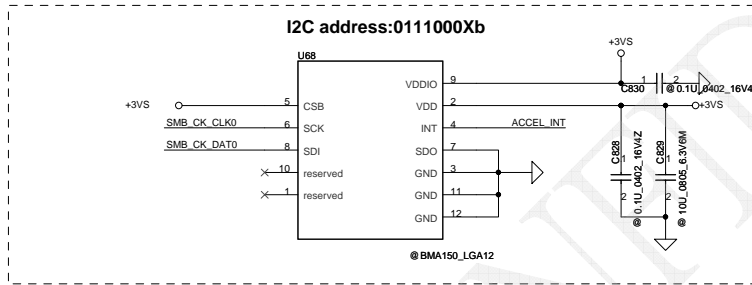 I2C address:0111000Xb
U68
+3VS
VDDIO 9
C830 1 2 @ 0.1U_0402_16V4
+3VS 5 CSB
VDD 2 +3VS
SMB_CK_CLK0 6 SCK
INT 4 ACCEL_INT
SMB_CK_DAT0 8 SDI
SDO 7
10 reserved
GND 3
1 reserved
GND 11
GND 12
C828 1 2 @ 0.1U_0402_16V4Z
C829 1 2 @ 10U_0805_6.3V6M
@ BMA150_LGA12